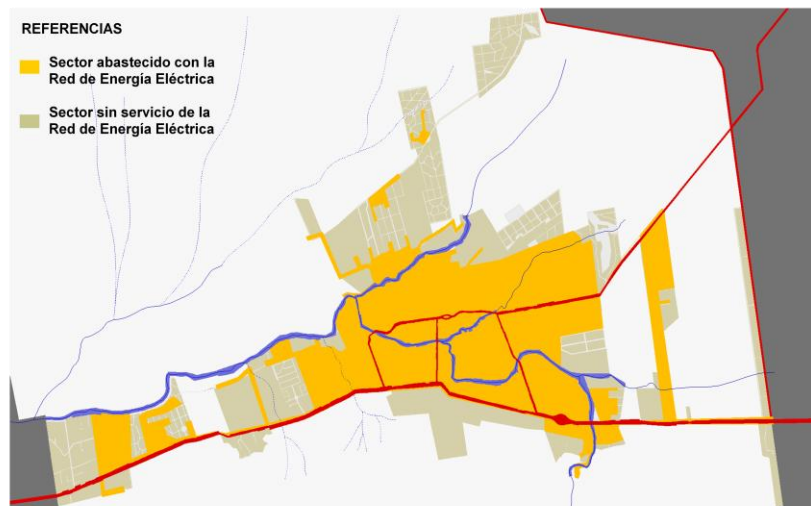 REFERENCIAS
Sector abastecido con la
Red de Energía Eléctrica
Sector sin servicio de la
Red de Energía Eléctrica